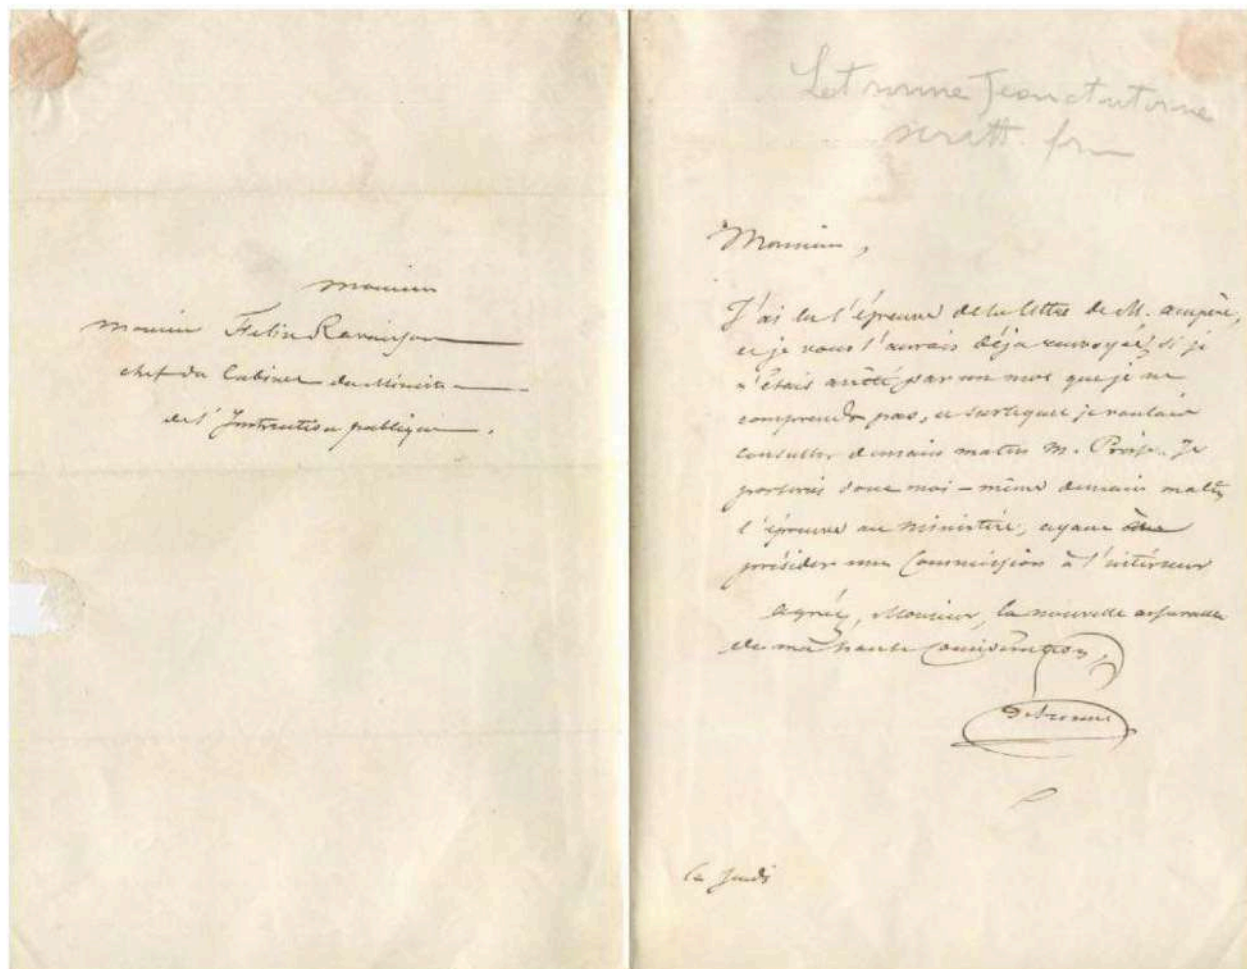 monsieur
monsieur Felix Ravaisson
chef du Cabinet du Ministre
de l'Instruction publique.
Letronne Jean Antoine
Monsieur,
J'ai lu l'épreuve de la lettre de M. ampère,
et je vous l'aurais déja renvoyée, si je
n'étais arrêté par un mot que je ne
comprends pas, et sur lequel je voulais
consulter demain matin M. Je
porterai donc moi-même demain matin
l'épreuve au ministère, ayant
présider une Commission à l'intérieur
agréez, Monsieur, la nouvelle assurance
de ma haute Considération,
Letronne
ce Jeudi